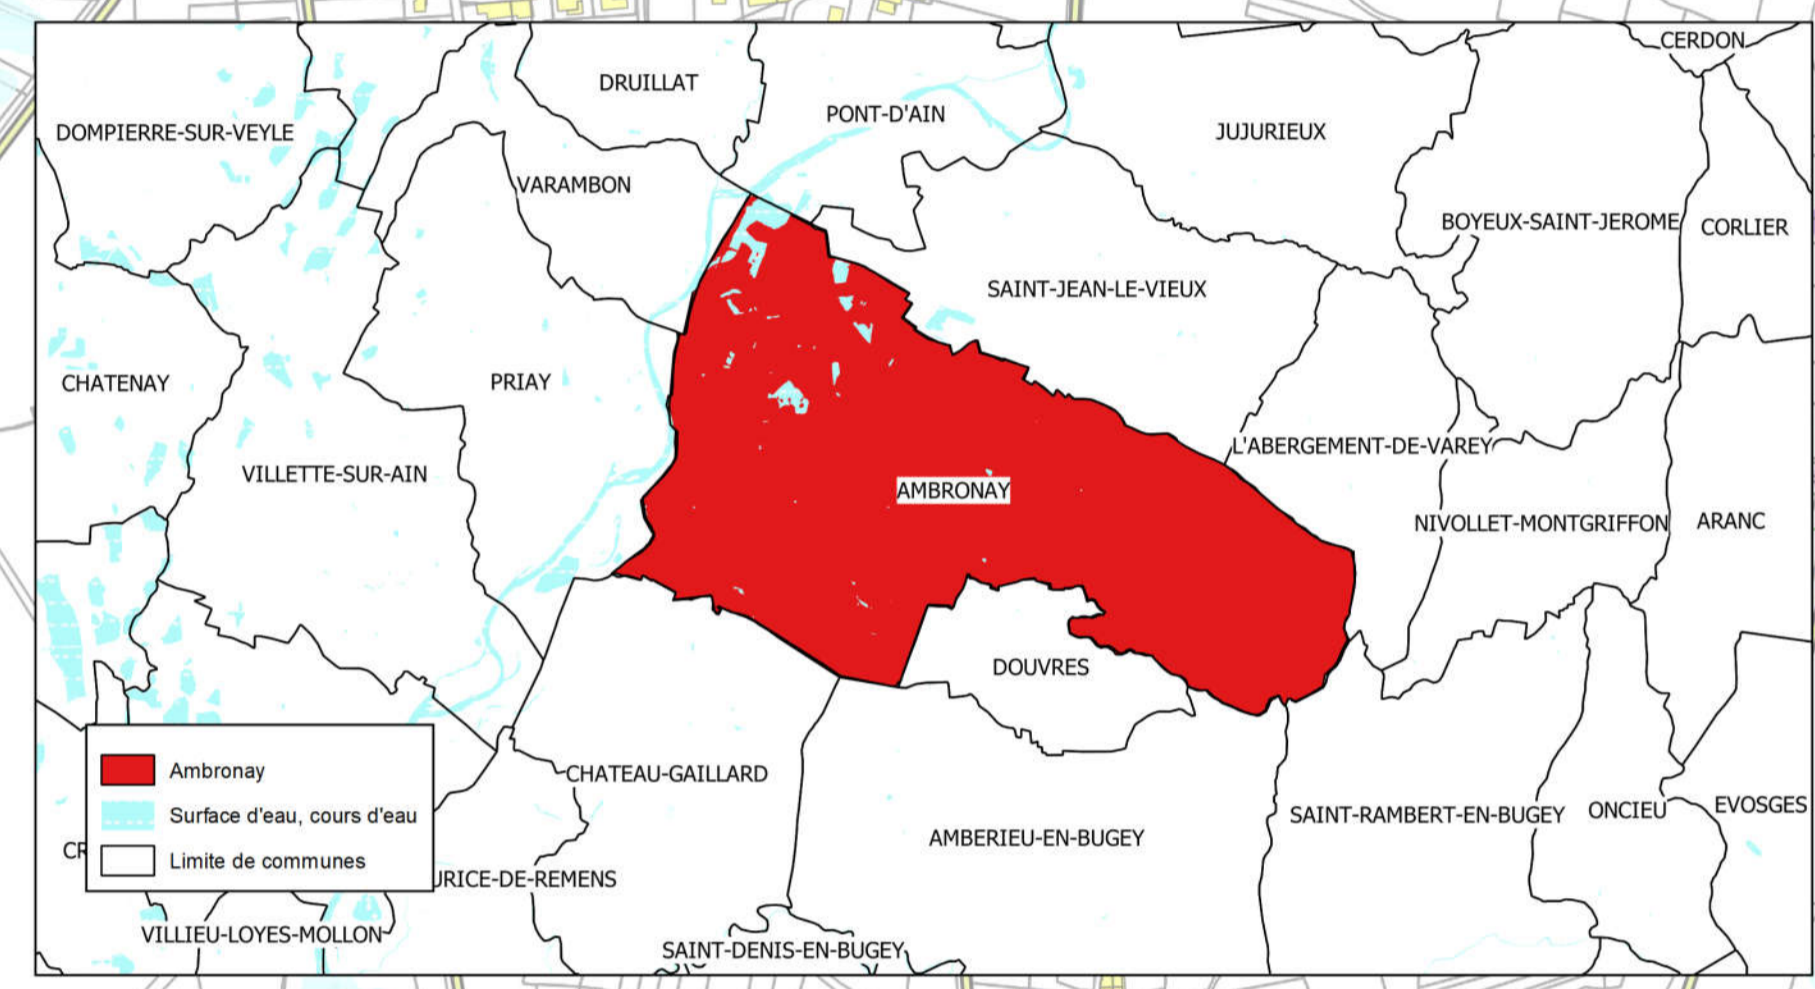 CERDON
DRUILLAT
PONT-D'AIN
DOMPIERRE-SUR-VEYLE
JUJURIEUX
VARAMBON
BOYEUX-SAINT-JEROME
CORLIER
SAINT-JEAN-LE-VIEUX
CHATENAY
PRIAY
L'ABERGEMENT-DE-VAREY
VILLETTE-SUR-AIN
AMBRONAY
NIVOLLET-MONTGRIFFON
ARANC
DOUVRES
CHATEAU-GAILLARD
EVOSGES
ONCIEU
SAINT-RAMBERT-EN-BUGEY
AMBERIEU-EN-BUGEY
Ambronay
Surface d'eau, cours d'eau
Limite de communes
CR
URICE-DE-REMENS
VILLIEU-LOYES-MOLLON
SAINT-DENIS-EN-BUGEY